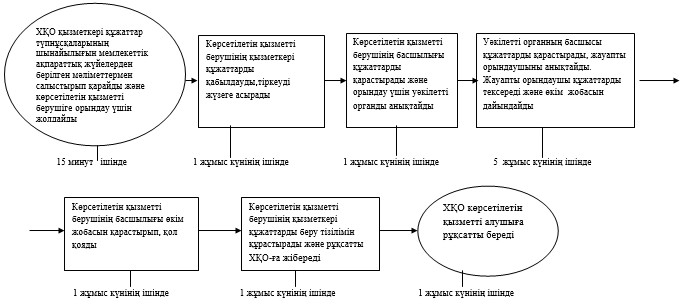 ХҚО қызметкері құжаттар
түпнұсқаларының
шынайылығын мемлекеттік
ақпараттық жүйелерден
берілген мәліметтермен
салыстырып қарайды және
көрсетілетін қызметті
берушіге орындау үшін
жолдайды
15 минут ішінде
Көрсетілетін қызметті
берушінің қызметкері
құжаттарды
қабылдауды,тіркеуді
жүзеге асырады
1 жұмыс күнінің ішінде
Көрсетілетін қызметті
берушінің басшылығы
құжаттарды
қарастырады және
орындау үшін уәкілетті
органды анықтайды
1 жұмыс күнінің ішінде
Уәкілетті органның басшысы
құжаттарды қарастырады, жауапты
орындаушыны анықтайды.
Жауапты орындаушы құжаттарды
тексереді және өкім жобасын
дайындайды
5 жұмыс күнінің ішінде
Көрсетілетін қызметті
берушінің басшылығы өкім
жобасын қарастырып, қол
қояды
1 жұмыс күнінің ішінде
Көрсетілетін қызметті
берушінің қызметкері
құжаттарды беру тізілімін
құрастырады және рұқсатты
ХҚО-ға жібереді
1 жұмыс күнінің ішінде
ХҚО көрсетілетін
қызметті алушыға
рұқсатты береді
1 жұмыс күнінің ішінде